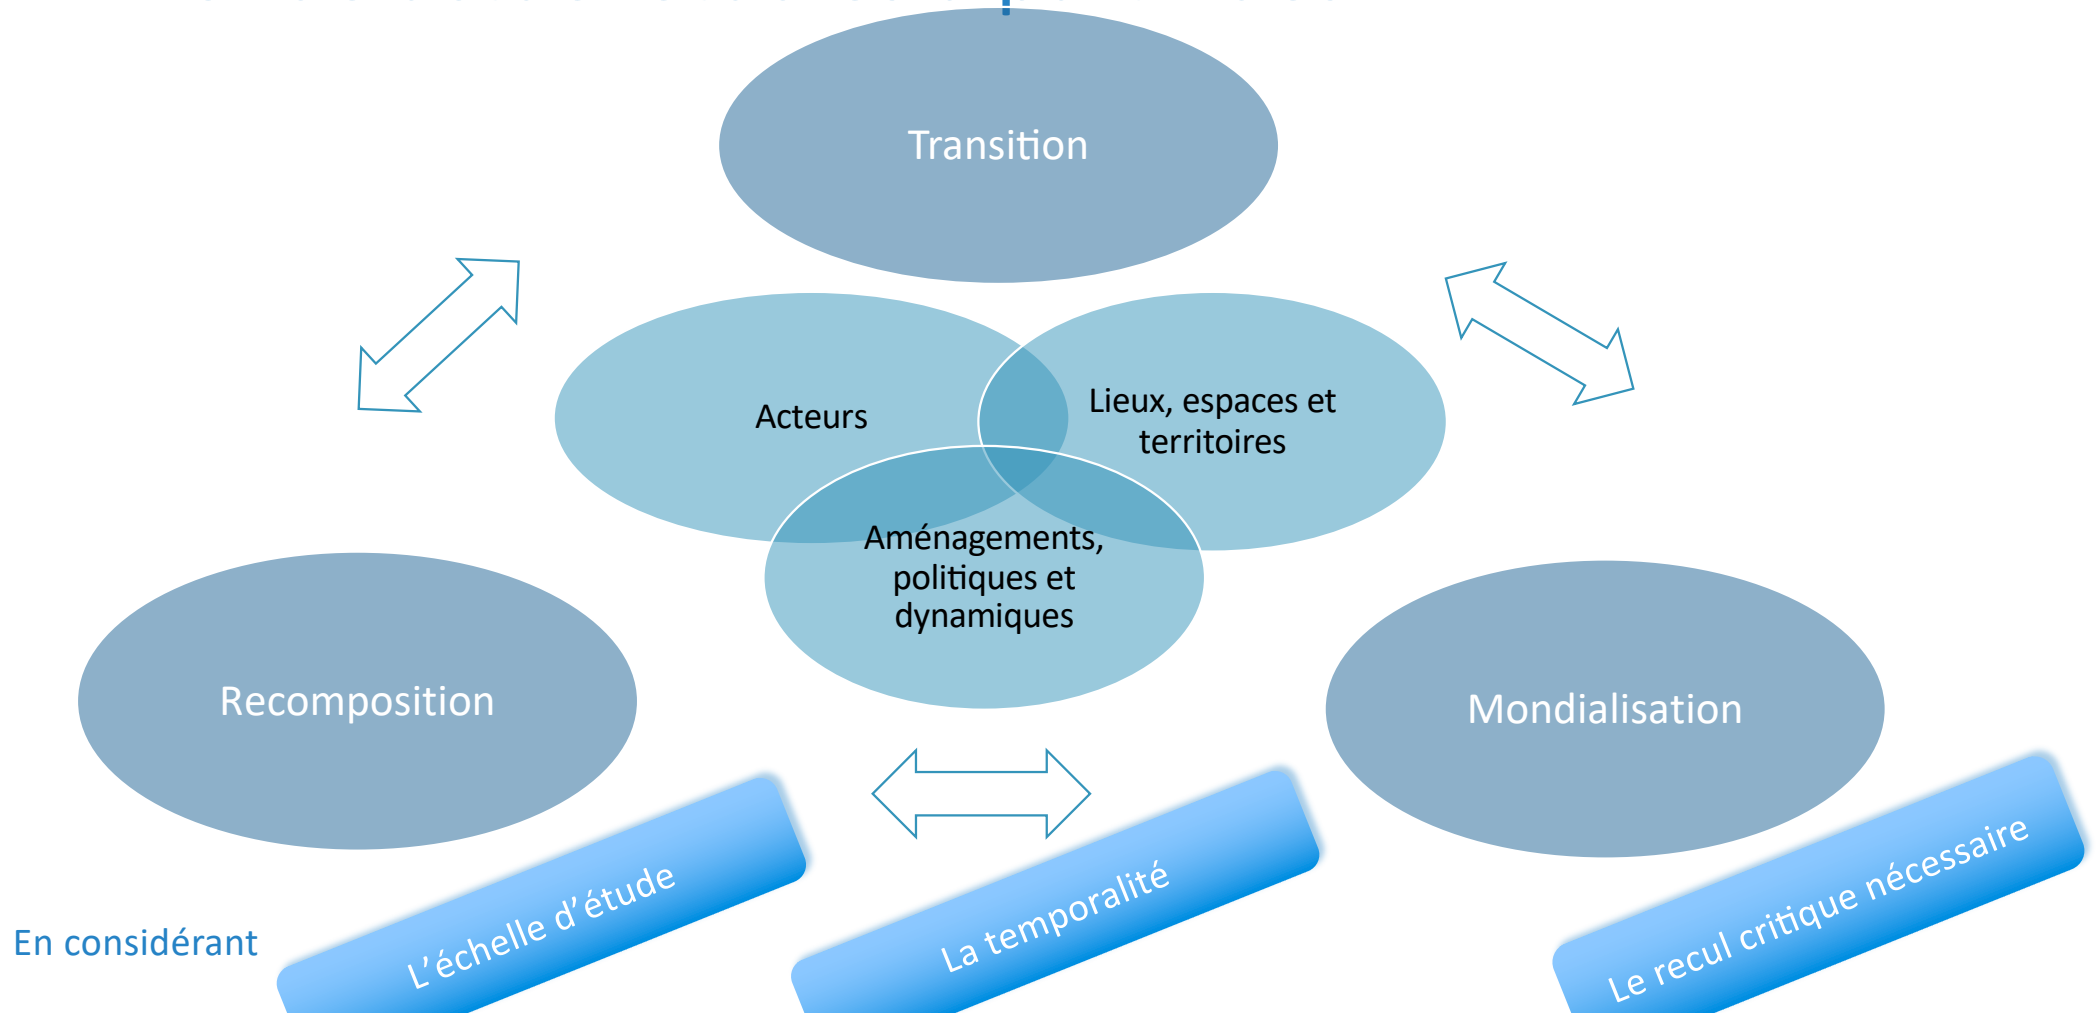 Transition
Acteurs
Lieux, espaces et
territoires
Aménagements,
politiques et
dynamiques
Recomposition
Mondialisation
En considérant
L’échelle d’étude
La temporalité
Le recul critique nécessaire